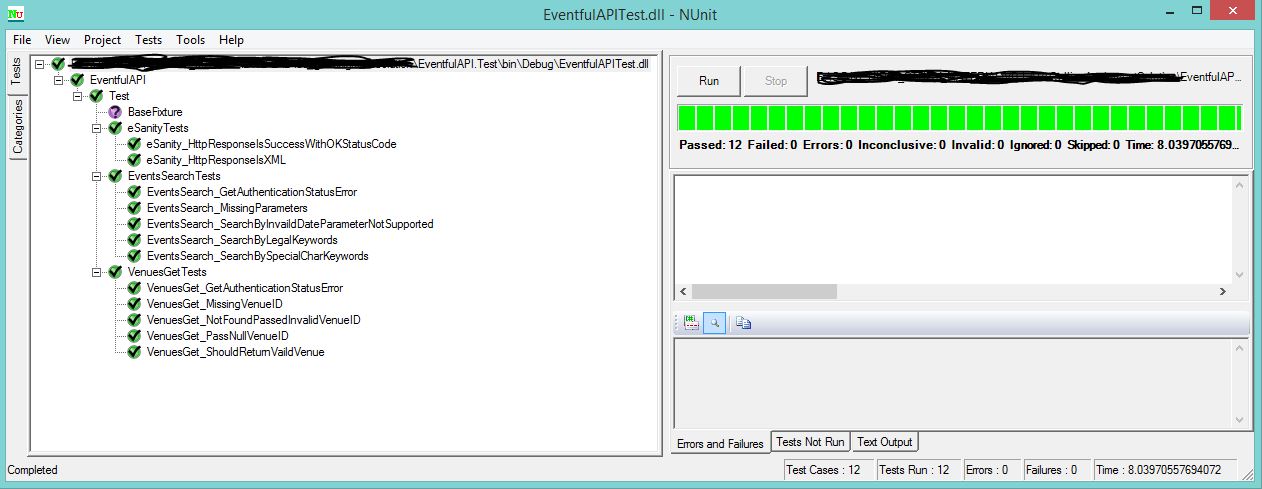 NU
EventfulAPITest.dll - NUnit
File View Project Tests Tools Help
Tests
Categories
\EventfulAPI.Test\bin\Debug\EventfulAPITest.dll
EventfulAPI
Test
BaseFixture
eSanityTests
eSanity_HttpResponseIsSuccessWithOKStatusCode
eSanity_HttpResponseIsXML
EventsSearchTests
EventsSearch_GetAuthenticationStatusError
EventsSearch_MissingParameters
EventsSearch_SearchByInvaildDateParameterNotSupported
EventsSearch_SearchByLegalKeywords
EventsSearch_SearchBySpecialCharKeywords
VenuesGetTests
VenuesGet_GetAuthenticationStatusError
VenuesGet_MissingVenueID
VenuesGet_NotFoundPassedInvalidVenueID
VenuesGet_PassNullVenueID
VenuesGet_ShouldReturnVaildVenue
Run Stop \EventfulAP...
Passed: 12 Failed: 0 Errors: 0 Inconclusive: 0 Invalid: 0 Ignored: 0 Skipped: 0 Time: 8.0397055769...
Errors and Failures Tests Not Run Text Output
Completed Test Cases : 12 Tests Run : 12 Errors : 0 Failures : 0 Time : 8.03970557694072